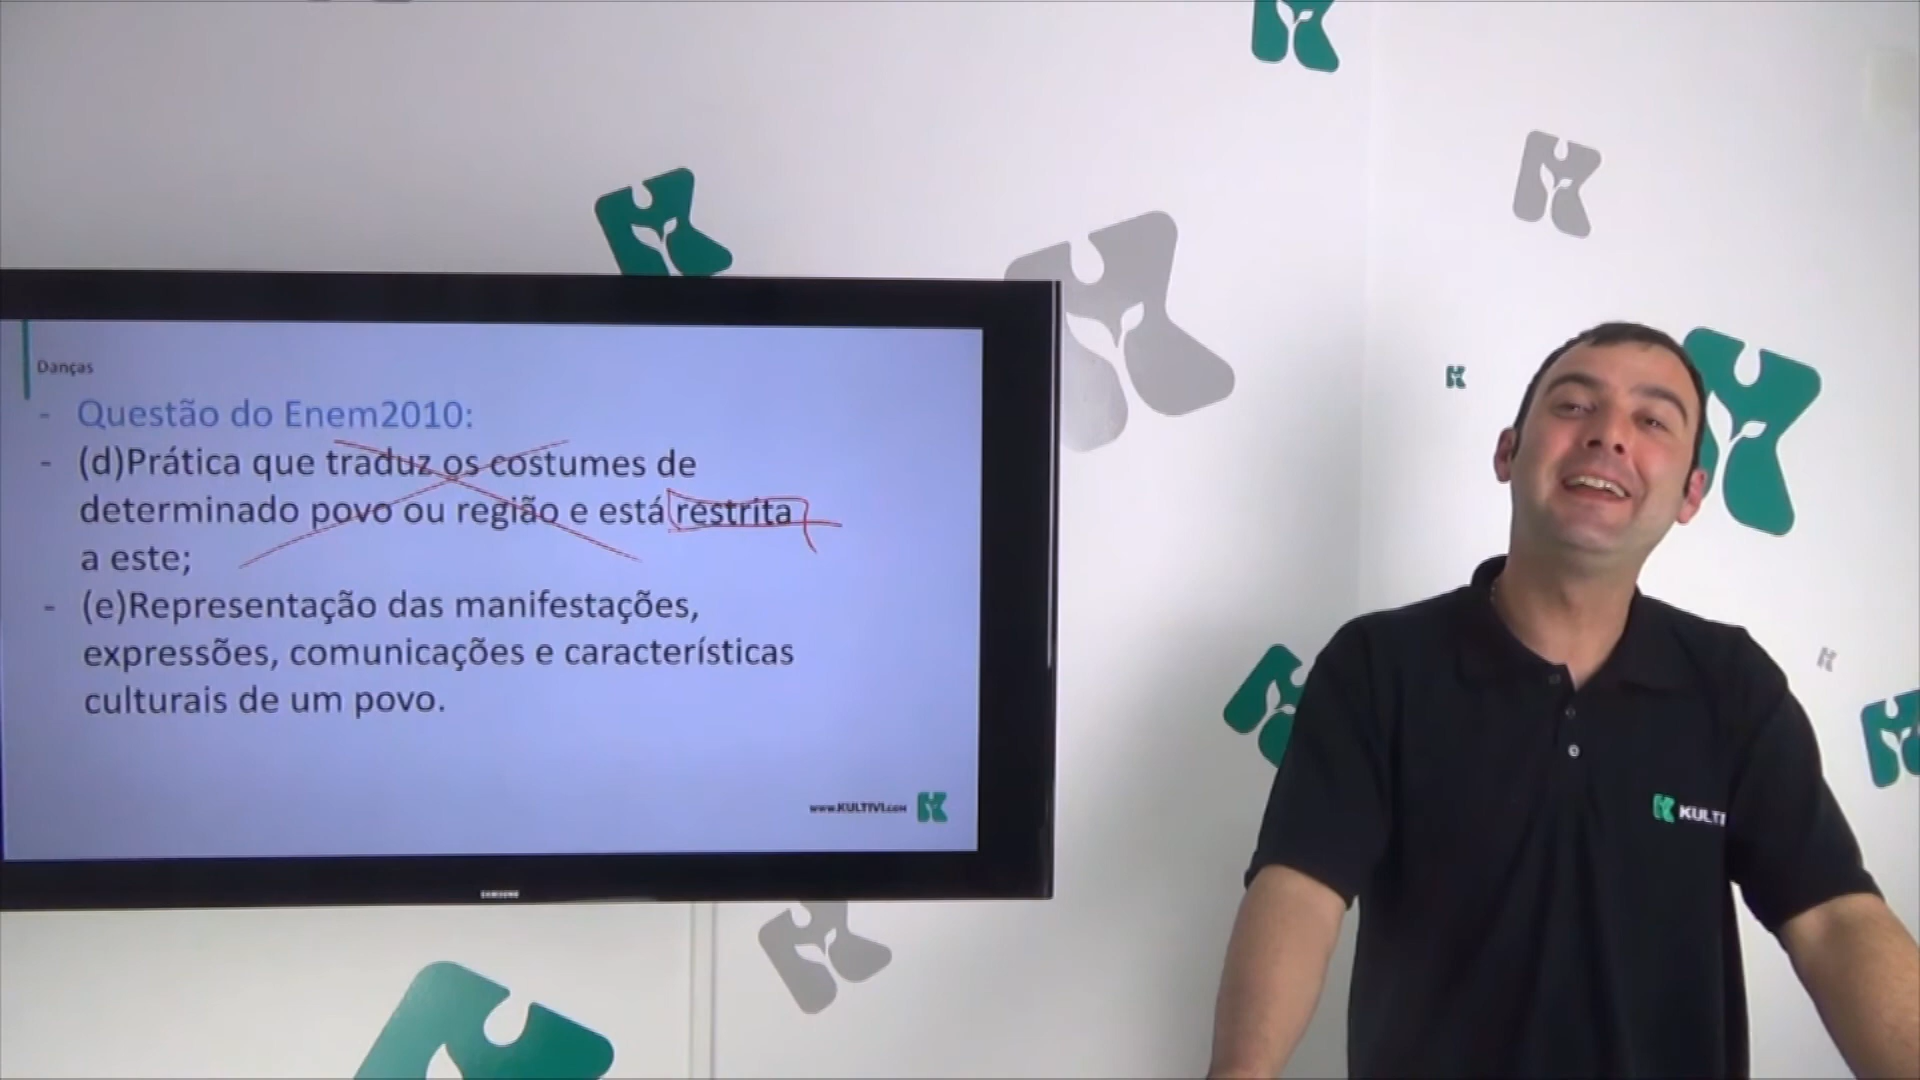 Danças
- Questão do Enem2010:
- (d)Prática que traduz os costumes de
determinado povo ou região e está restrita
a este;
- (e)Representação das manifestações,
expressões, comunicações e características
culturais de um povo.
www.KULTIVI.com
SAMSUNG
KULTI